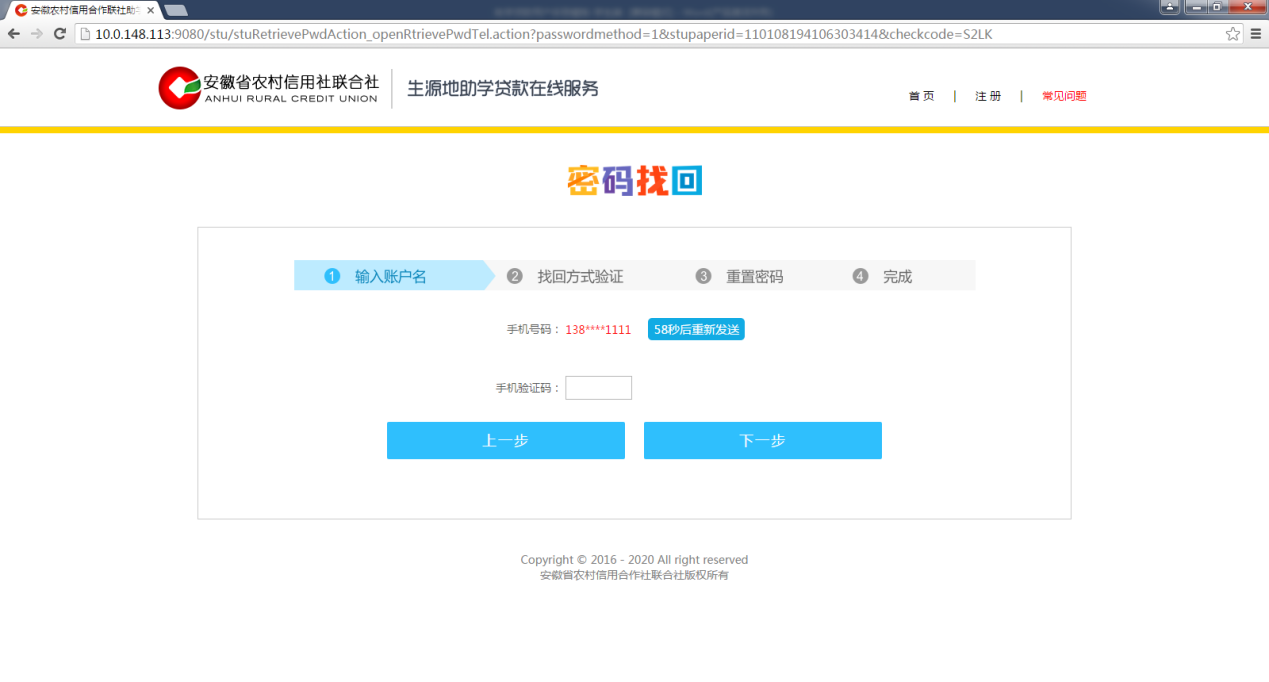 安徽农村信用合作联社助
10.0.148.113:9080/stu/stuRetrievePwdAction_openRtrievePwdTel.action?passwordmethod=1&stupaperid=110108194106303414&checkcode=S2LK
安徽省农村信用社联合社
ANHUI RURAL CREDIT UNION
生源地助学贷款在线服务
首 页 | 注 册 | 常见问题
密码找回
1 输入账户名 2 找回方式验证 3 重置密码 4 完成
手机号码： 138****1111 58秒后重新发送
手机验证码：
上一步 下一步
Copyright © 2016 - 2020 All right reserved
安徽省农村信用合作社联合社版权所有